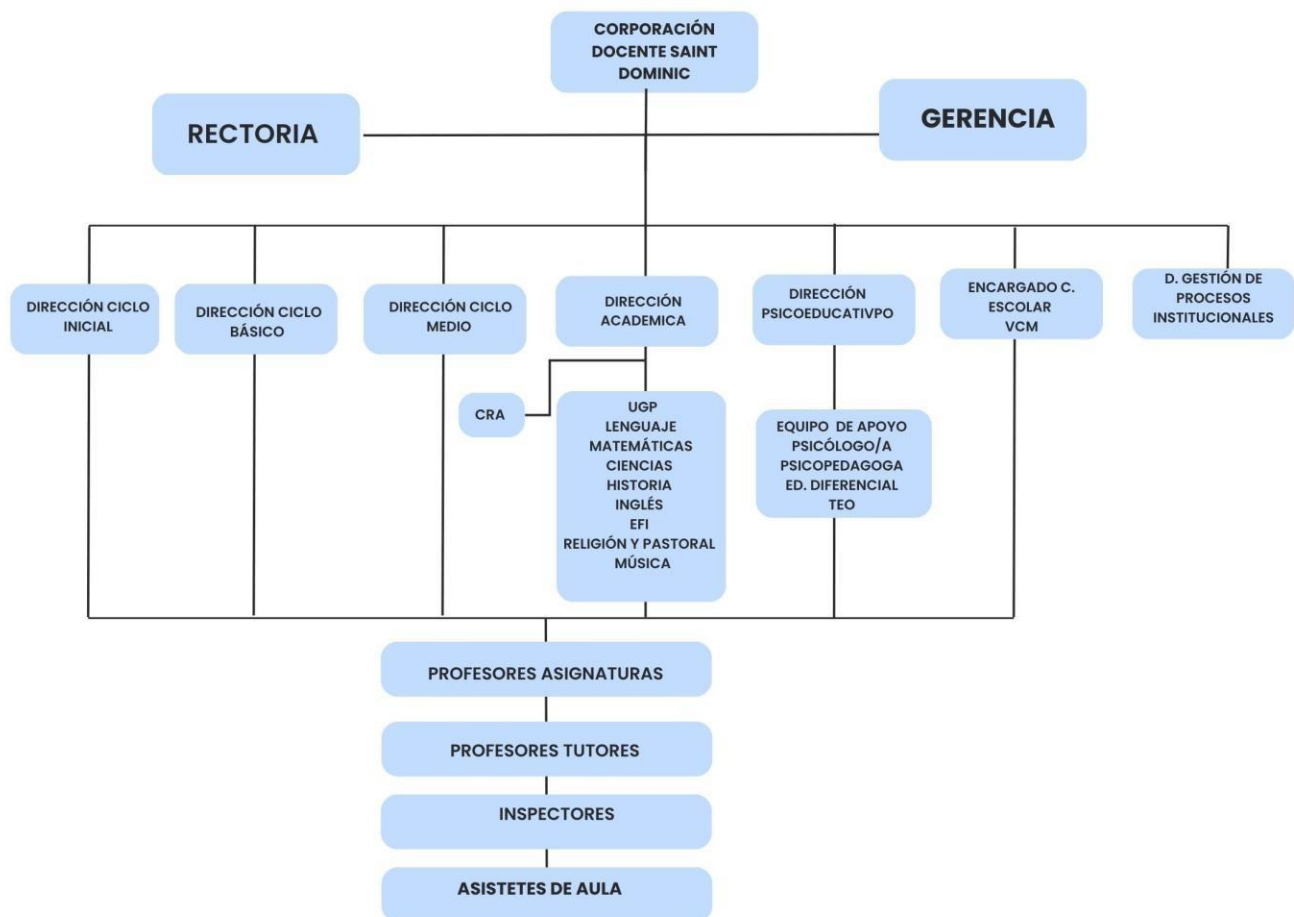 CORPORACIÓN
DOCENTE SAINT
DOMINIC
RECTORIA
GERENCIA
DIRECCIÓN CICLO
INICIAL
DIRECCIÓN CICLO
BÁSICO
DIRECCIÓN CICLO
MEDIO
DIRECCIÓN
ACADEMICA
DIRECCIÓN
PSICOEDUCATIVPO
ENCARGADO C.
ESCOLAR
VCM
D. GESTIÓN DE
PROCESOS
INSTITUCIONALES
CRA
UGP
LENGUAJE
MATEMÁTICAS
CIENCIAS
HISTORIA
INGLÉS
EFI
RELIGIÓN Y PASTORAL
MÚSICA
EQUIPO DE APOYO
PSICÓLOGO/A
PSICOPEDAGOGA
ED. DIFERENCIAL
TEO
PROFESORES ASIGNATURAS
PROFESORES TUTORES
INSPECTORES
ASISTETES DE AULA